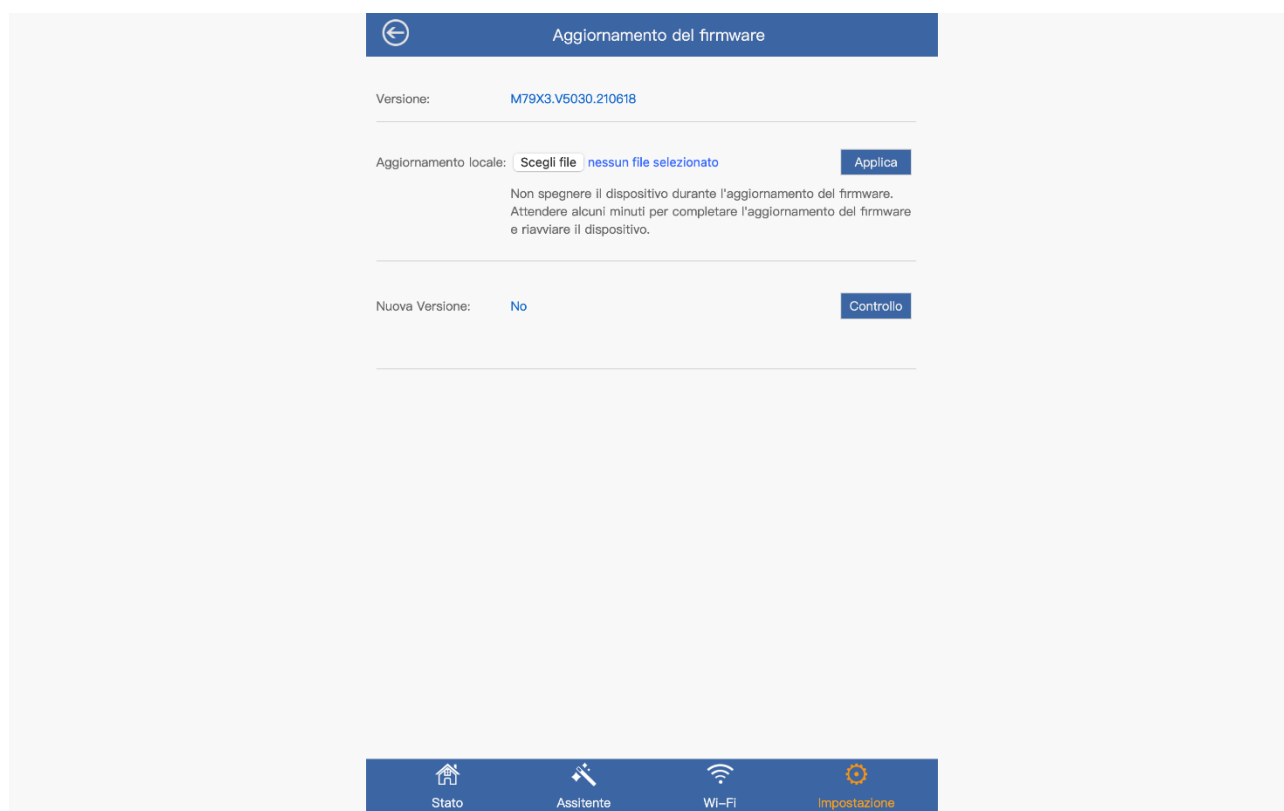 Aggiornamento del firmware
Versione: M79X3.V5030.210618
Aggiornamento locale: Scegli file nessun file selezionato Applica
Non spegnere il dispositivo durante l'aggiornamento del firmware.
Attendere alcuni minuti per completare l'aggiornamento del firmware
e riavviare il dispositivo.
Nuova Versione: No Controllo
Stato Assitente Wi-Fi Impostazione